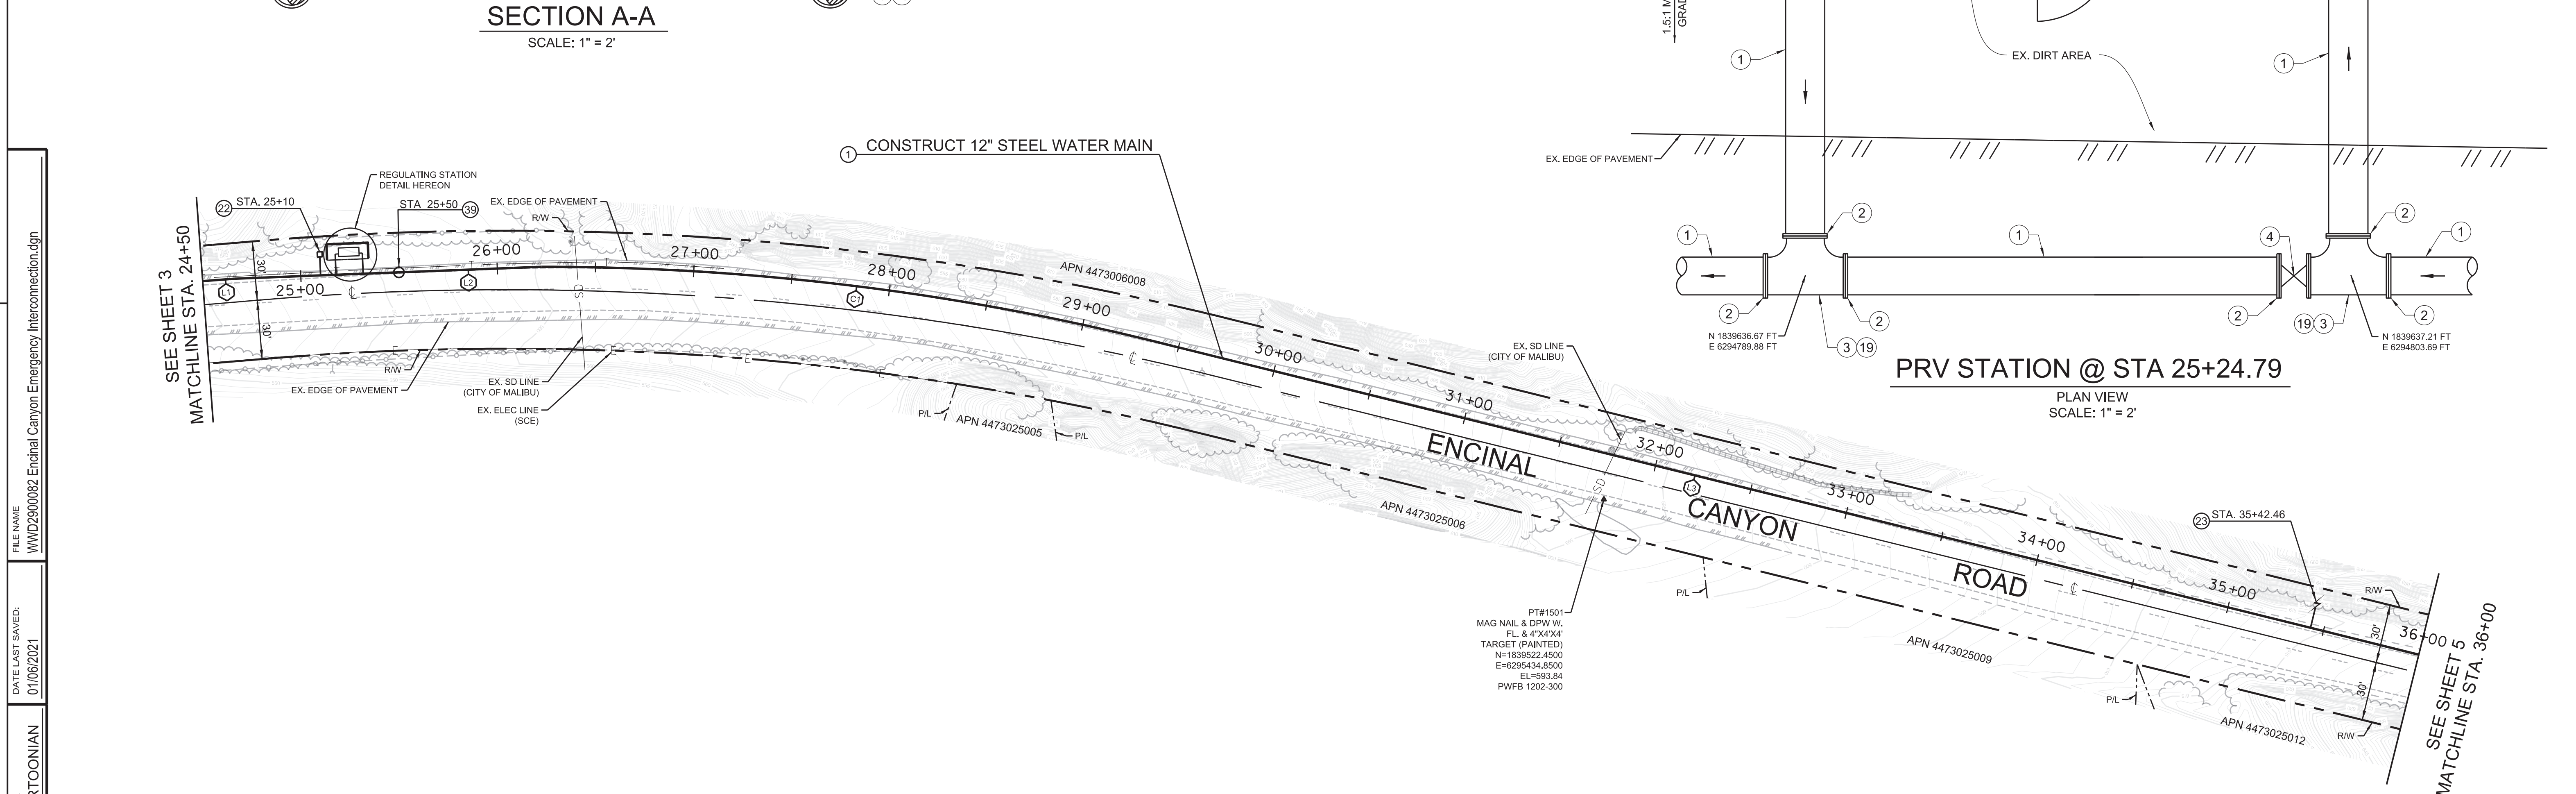 SECTION A-A
SCALE: 1" = 2'
1.5:1 M
GRAD
1
1
EX. DIRT AREA
EX. EDGE OF PAVEMENT
2
2
1
1
4
1
2
2
2
19 3
2
3 19
N 1839636.67 FT
E 6294789.88 FT
N 1839637.21 FT
E 6294803.69 FT
PRV STATION @ STA 25+24.79
PLAN VIEW
SCALE: 1" = 2'
1 CONSTRUCT 12" STEEL WATER MAIN
REGULATING STATION
DETAIL HEREON
22 STA. 25+10
STA 25+50 39
EX. EDGE OF PAVEMENT
R/W
SEE SHEET 3
MATCHLINE STA. 24+50
30'
30'
L1
25+00
L2
26+00
27+00
C1
28+00
29+00
30+00
31+00
32+00
L3
33+00
34+00
35+00
36+00
APN 4473006008
SD
E
E
E
E
R/W
EX. EDGE OF PAVEMENT
EX. SD LINE
(CITY OF MALIBU)
EX. ELEC LINE
(SCE)
P/L
APN 4473025005
P/L
EX. SD LINE
(CITY OF MALIBU)
SD
ENCINAL
CANYON
ROAD
APN 4473025006
PT#1501
MAG NAIL & DPW W.
FL. & 4"X4'X4'
TARGET (PAINTED)
N=1839522.4500
E=6295434.8500
EL=593.84
PWFB 1202-300
P/L
APN 4473025009
P/L
23 STA. 35+42.46
R/W
30'
30'
R/W
APN 4473025012
SEE SHEET 5
MATCHLINE STA. 36+00
FILE NAME
WWD2900082 Encinal Canyon Emergency Interconnection.dgn
DATE LAST SAVED:
01/06/2021
RTOONIAN